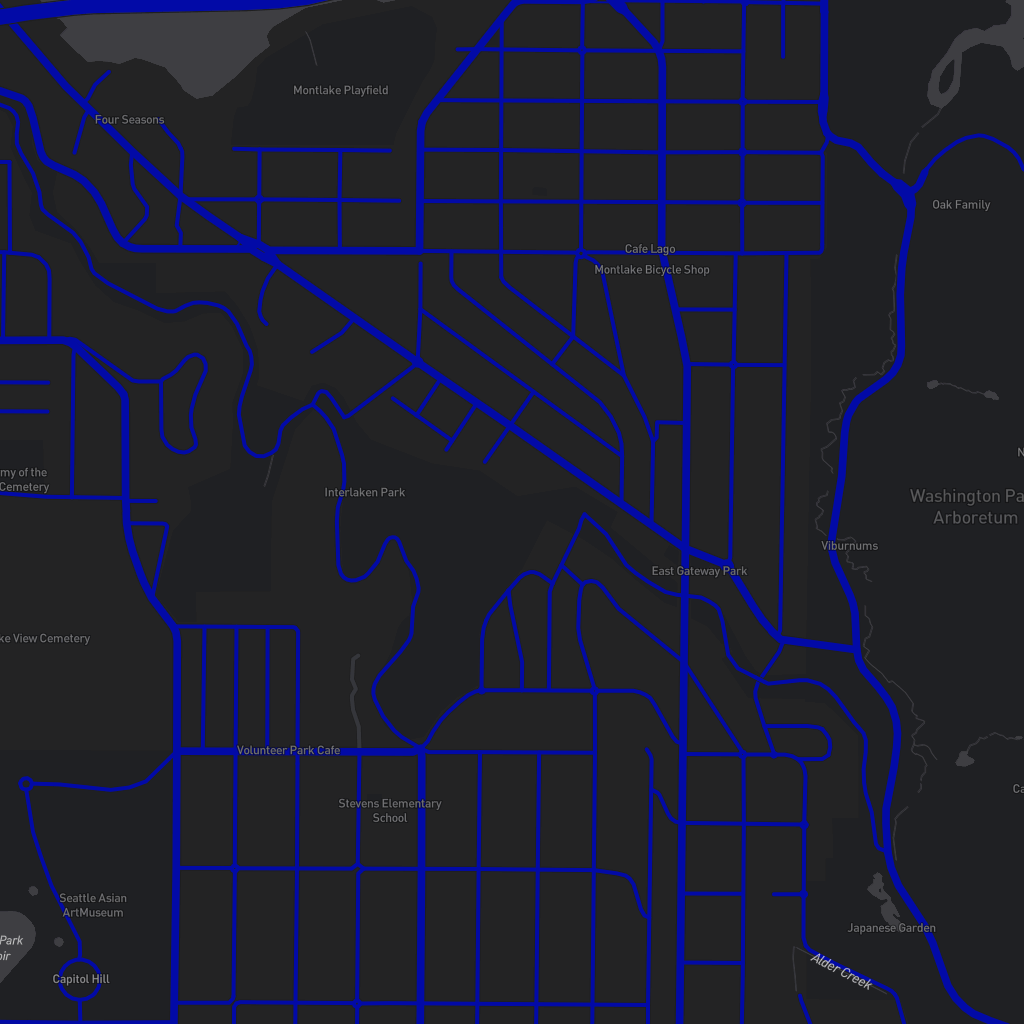 Montlake Playfield
Four Seasons
Oak Family
Cafe Lago
Montlake Bicycle Shop
my of the
Cemetery
Interlaken Park
Washington Pa
Arboretum
Viburnums
East Gateway Park
ke View Cemetery
Volunteer Park Cafe
Ca
Stevens Elementary
School
Seattle Asian
ArtMuseum
Japanese Garden
Park
oir
Capitol Hill
Alder Creek